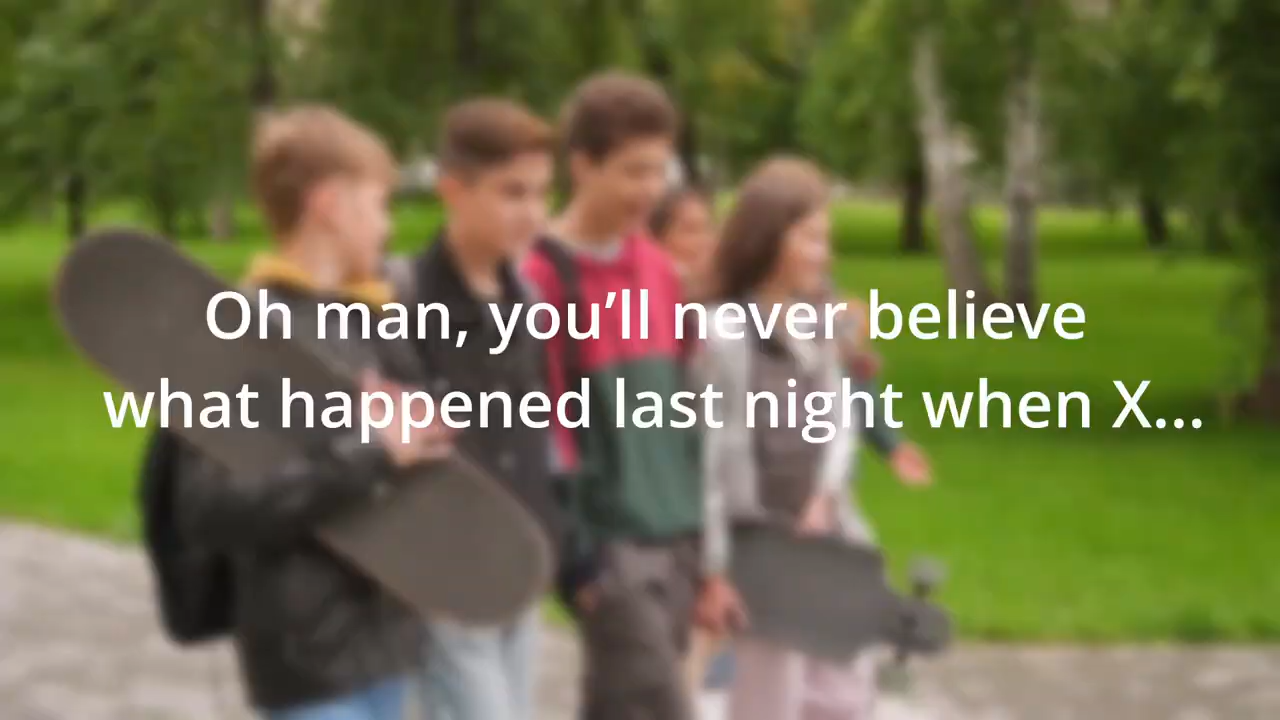 Oh man, you’ll never believe
what happened last night when X...